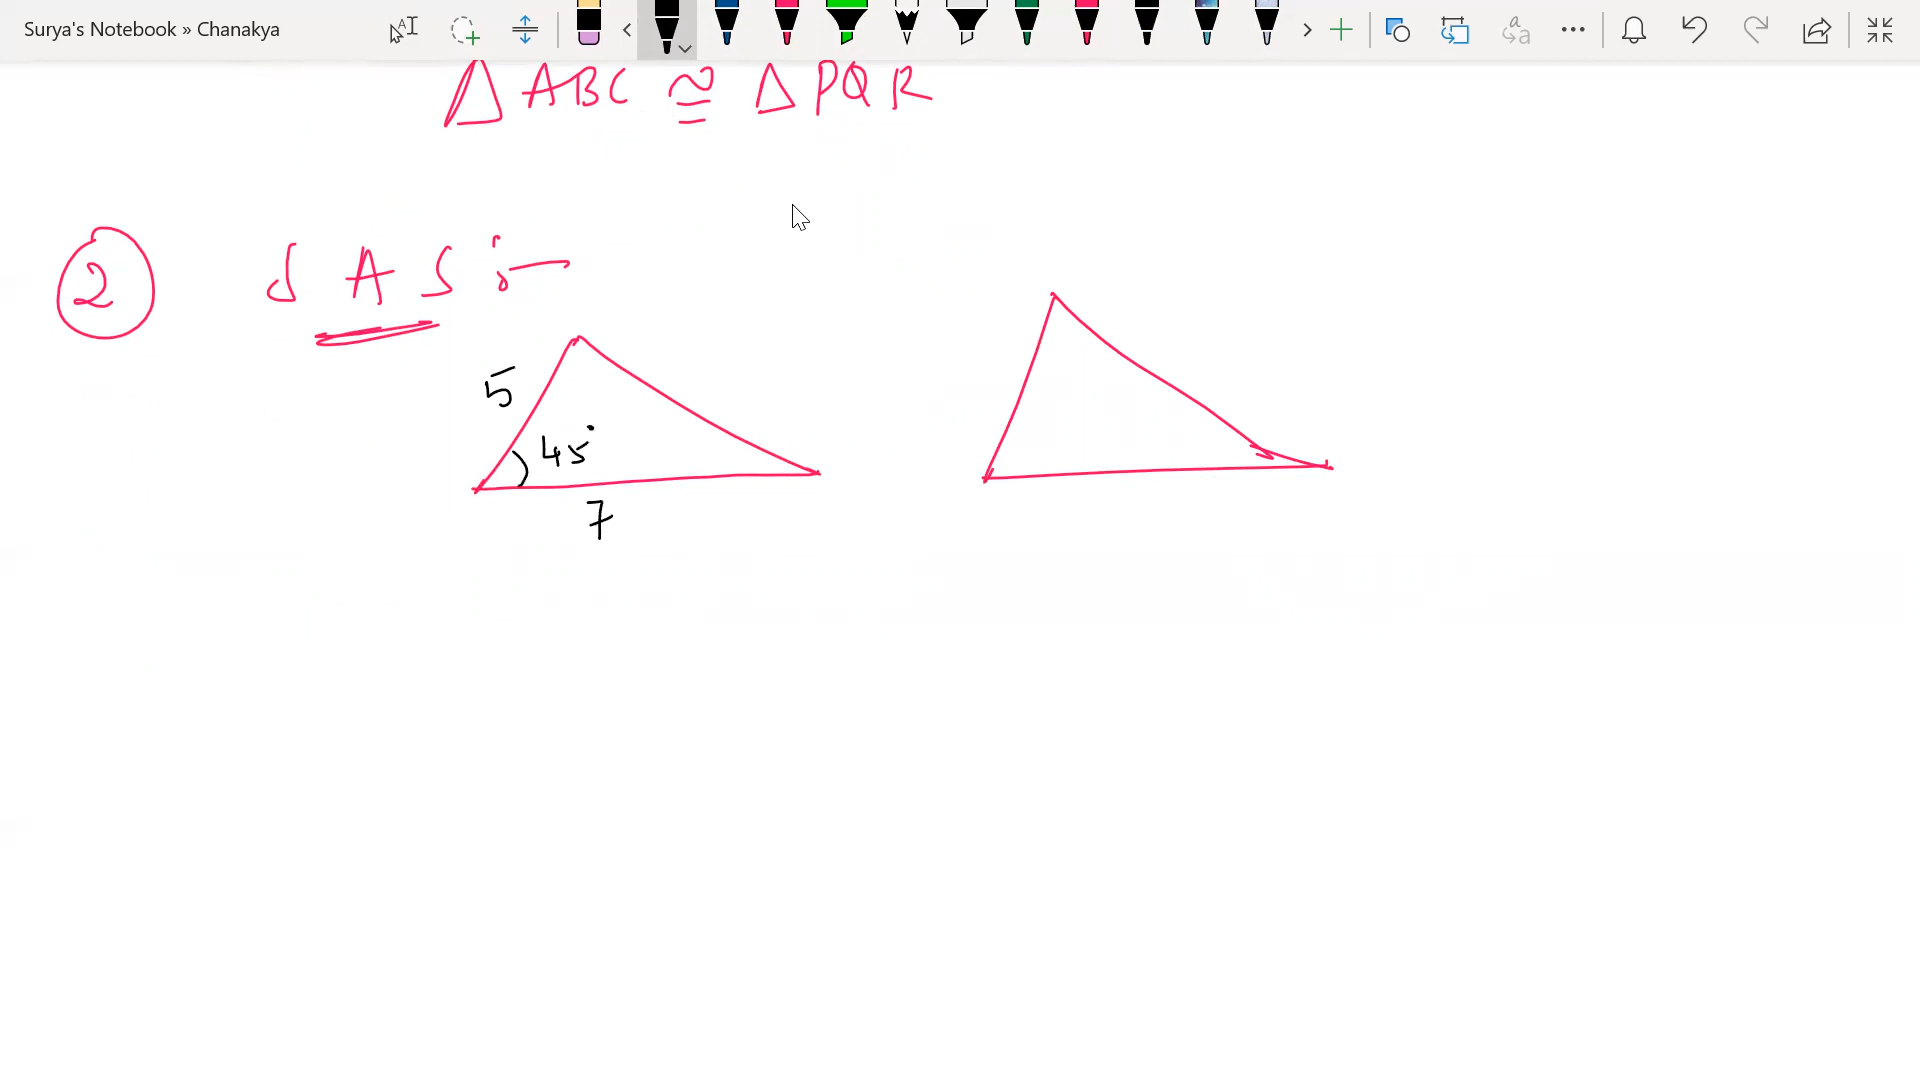 Surya's Notebook » Chanakya
△ ABC ≅ △ PQR
2 SAS :-
5
45°
7